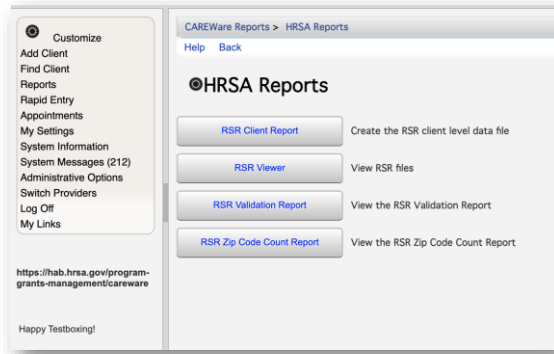 Customize
Add Client
Find Client
Reports
Rapid Entry
Appointments
My Settings
System Information
System Messages (212)
Administrative Options
Switch Providers
Log Off
My Links
https://hab.hrsa.gov/program-
grants-management/careware
Happy Testboxing!
CAREWare Reports > HRSA Reports
Help Back
HRSA Reports
RSR Client Report Create the RSR client level data file
RSR Viewer View RSR files
RSR Validation Report View the RSR Validation Report
RSR Zip Code Count Report View the RSR Zip Code Count Report